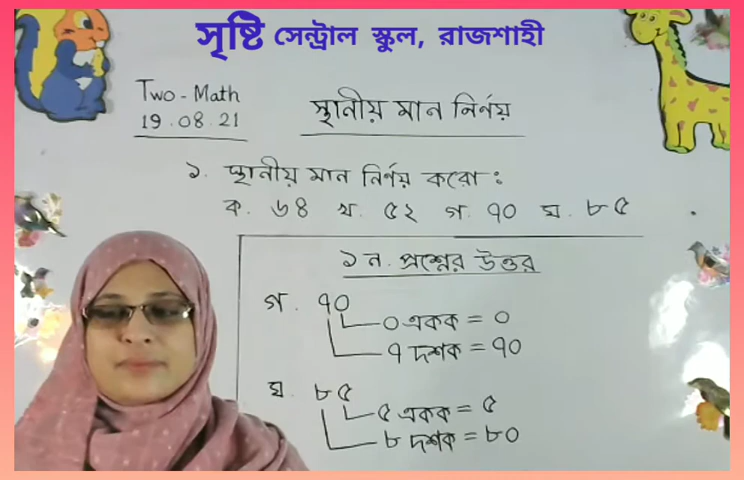 সৃষ্টি সেন্ট্রাল স্কুল, রাজশাহী
Two - Math
19.08.21
স্থানীয় মান নির্ণয়
১. স্থানীয় মান নির্ণয় করো :
ক. ৬৪ খ. ৫২ গ. ৭০ ঘ. ৮৫
১ন. প্রশ্নের উত্তর
গ. ৭০
০ একক = ০
৭ দশক = ৭০
ঘ. ৮৫
৫ একক = ৫
৮ দশক = ৮০